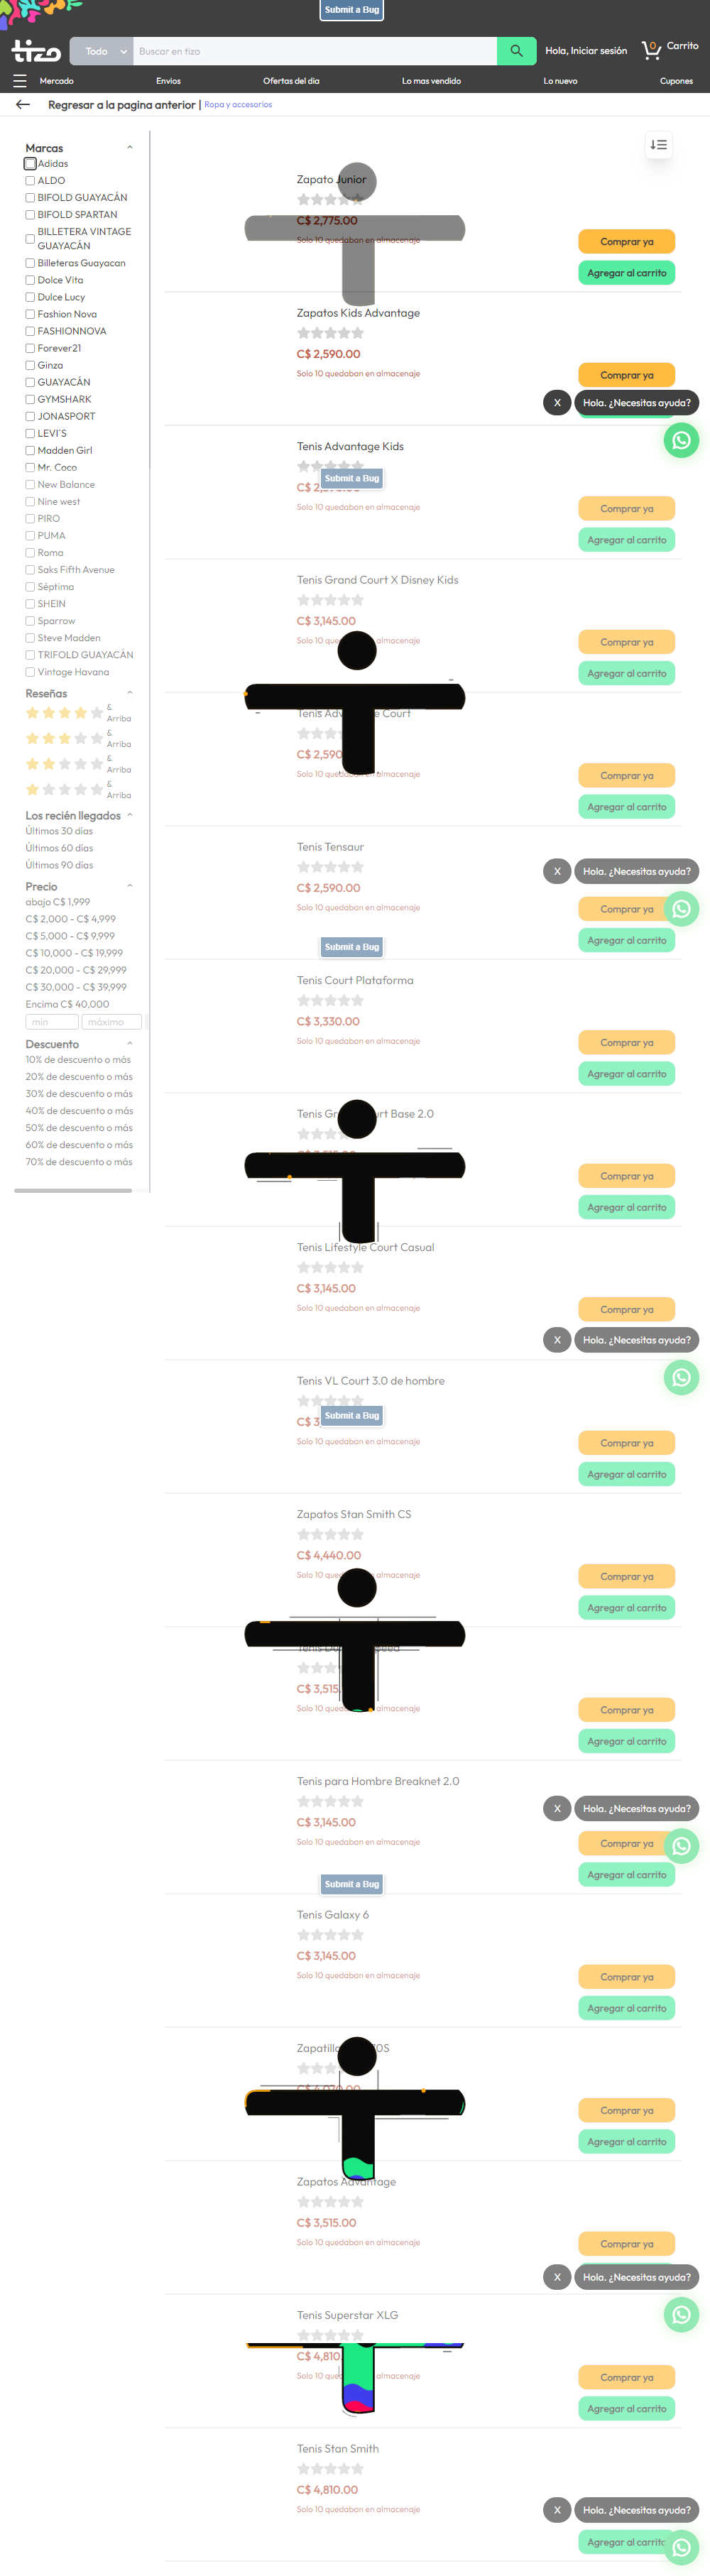 Submit a Bug
tizo
Todo
Buscar en tizo
Hola, Iniciar sesión
0
Carrito
Mercado
Envios
Ofertas del dia
Lo mas vendido
Lo nuevo
Cupones
Regresar a la pagina anterior | Ropa y accesorios
Marcas
Adidas
ALDO
BIFOLD GUAYACÁN
BIFOLD SPARTAN
BILLETERA VINTAGE
GUAYACÁN
Billeteras Guayacan
Dolce Vita
Dulce Lucy
Fashion Nova
FASHIONNOVA
Forever21
Ginza
GUAYACÁN
GYMSHARK
JONASPORT
LEVI´S
Madden Girl
Mr. Coco
New Balance
Nine west
PIRO
PUMA
Roma
Saks Fifth Avenue
Séptima
SHEIN
Sparrow
Steve Madden
TRIFOLD GUAYACÁN
Vintage Havana
Reseñas
& Arriba
& Arriba
& Arriba
& Arriba
Los recién llegados
Últimos 30 días
Últimos 60 días
Últimos 90 días
Precio
abajo C$ 1,999
C$ 2,000 - C$ 4,999
C$ 5,000 - C$ 9,999
C$ 10,000 - C$ 19,999
C$ 20,000 - C$ 29,999
C$ 30,000 - C$ 39,999
Encima C$ 40,000
mín
máximo
Descuento
10% de descuento o más
20% de descuento o más
30% de descuento o más
40% de descuento o más
50% de descuento o más
60% de descuento o más
70% de descuento o más
Zapato Junior
C$ 2,775.00
Solo 10 quedaban en almacenaje
Comprar ya
Agregar al carrito
Zapatos Kids Advantage
C$ 2,590.00
Solo 10 quedaban en almacenaje
Comprar ya
X
Hola. ¿Necesitas ayuda?
Tenis Advantage Kids
Submit a Bug
Solo 10 quedaban en almacenaje
Comprar ya
Agregar al carrito
Tenis Grand Court X Disney Kids
C$ 3,145.00
Solo 10 almacenaje
Comprar ya
Agregar al carrito
Court
C$ 2,590
Solo 10 almacenaje
Comprar ya
Agregar al carrito
Tenis Tensaur
C$ 2,590.00
Solo 10 quedaban en almacenaje
X
Hola. ¿Necesitas ayuda?
Comprar ya
Agregar al carrito
Submit a Bug
Tenis Court Plataforma
C$ 3,330.00
Solo 10 quedaban en almacenaje
Comprar ya
Agregar al carrito
Tenis Base 2.0
Comprar ya
Agregar al carrito
Tenis Lifestyle Court Casual
C$ 3,145.00
Solo 10 quedaban en almacenaje
Comprar ya
X
Hola. ¿Necesitas ayuda?
Tenis VL Court 3.0 de hombre
Submit a Bug
Solo 10 quedaban en almacenaje
Comprar ya
Agregar al carrito
Zapatos Stan Smith CS
C$ 4,440.00
Solo 10 almacenaje
Comprar ya
Agregar al carrito
C$ 3,515
Solo 10 almacenaje
Comprar ya
Agregar al carrito
Tenis para Hombre Breaknet 2.0
C$ 3,145.00
Solo 10 quedaban en almacenaje
X
Hola. ¿Necesitas ayuda?
Comprar ya
Agregar al carrito
Submit a Bug
Tenis Galaxy 6
C$ 3,145.00
Solo 10 quedaban en almacenaje
Comprar ya
Agregar al carrito
Comprar ya
Agregar al carrito
Zapatos Advantage
C$ 3,515.00
Solo 10 quedaban en almacenaje
Comprar ya
X
Hola. ¿Necesitas ayuda?
Tenis Superstar XLG
C$ 4,810
Solo 10 almacenaje
Comprar ya
Agregar al carrito
Tenis Stan Smith
C$ 4,810.00
Solo 10 quedaban en almacenaje
X
Hola. ¿Necesitas ayuda?
Agregar al carrito